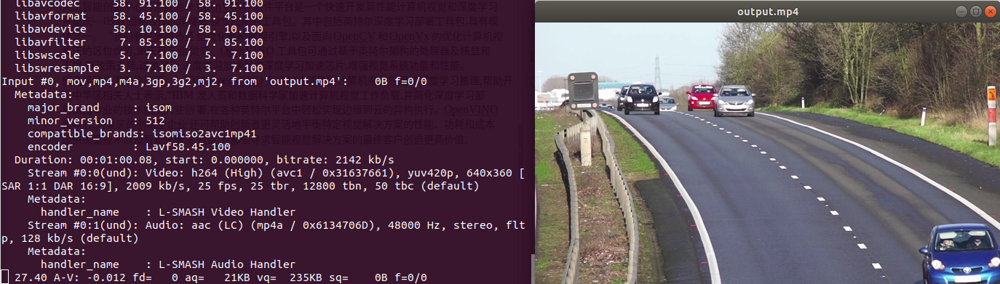 libavcodec 58. 91.100 / 58. 91.100
libavformat 58. 45.100 / 58. 45.100
libavdevice 58. 10.100 / 58. 10.100
libavfilter 7. 85.100 / 7. 85.100
libswscale 5. 7.100 / 5. 7.100
libswresample 3. 7.100 / 3. 7.100
Input #0, mov,mp4,m4a,3gp,3g2,mj2, from 'output.mp4': 0B f=0/0
Metadata:
major_brand : isom
minor_version : 512
compatible_brands: isomiso2avc1mp41
encoder : Lavf58.45.100
Duration: 00:01:00.08, start: 0.000000, bitrate: 2142 kb/s
Stream #0:0(und): Video: h264 (High) (avc1 / 0x31637661), yuv420p, 640x360 [
SAR 1:1 DAR 16:9], 2009 kb/s, 25 fps, 25 tbr, 12800 tbn, 50 tbc (default)
Metadata:
handler_name : L-SMASH Video Handler
Stream #0:1(und): Audio: aac (LC) (mp4a / 0x6134706D), 48000 Hz, stereo, flt
p, 128 kb/s (default)
Metadata:
handler_name : L-SMASH Audio Handler
27.40 A-V: -0.012 fd= 0 aq= 21KB vq= 235KB sq= 0B f=0/0
output.mp4